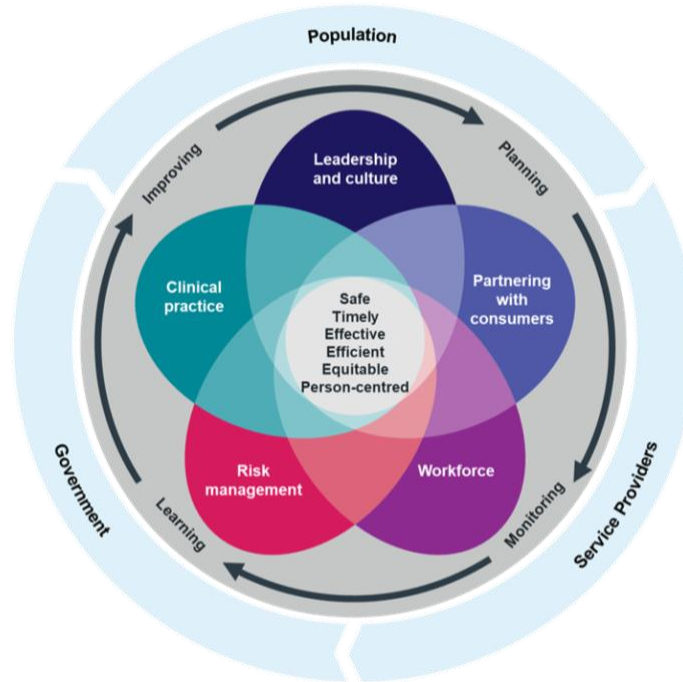 Population
Improving
Planning
Leadership
and culture
Clinical
practice
Partnering
with
consumers
Safe
Timely
Effective
Efficient
Equitable
Person-centred
Risk
management
Workforce
Learning
Monitoring
Government
Service Providers